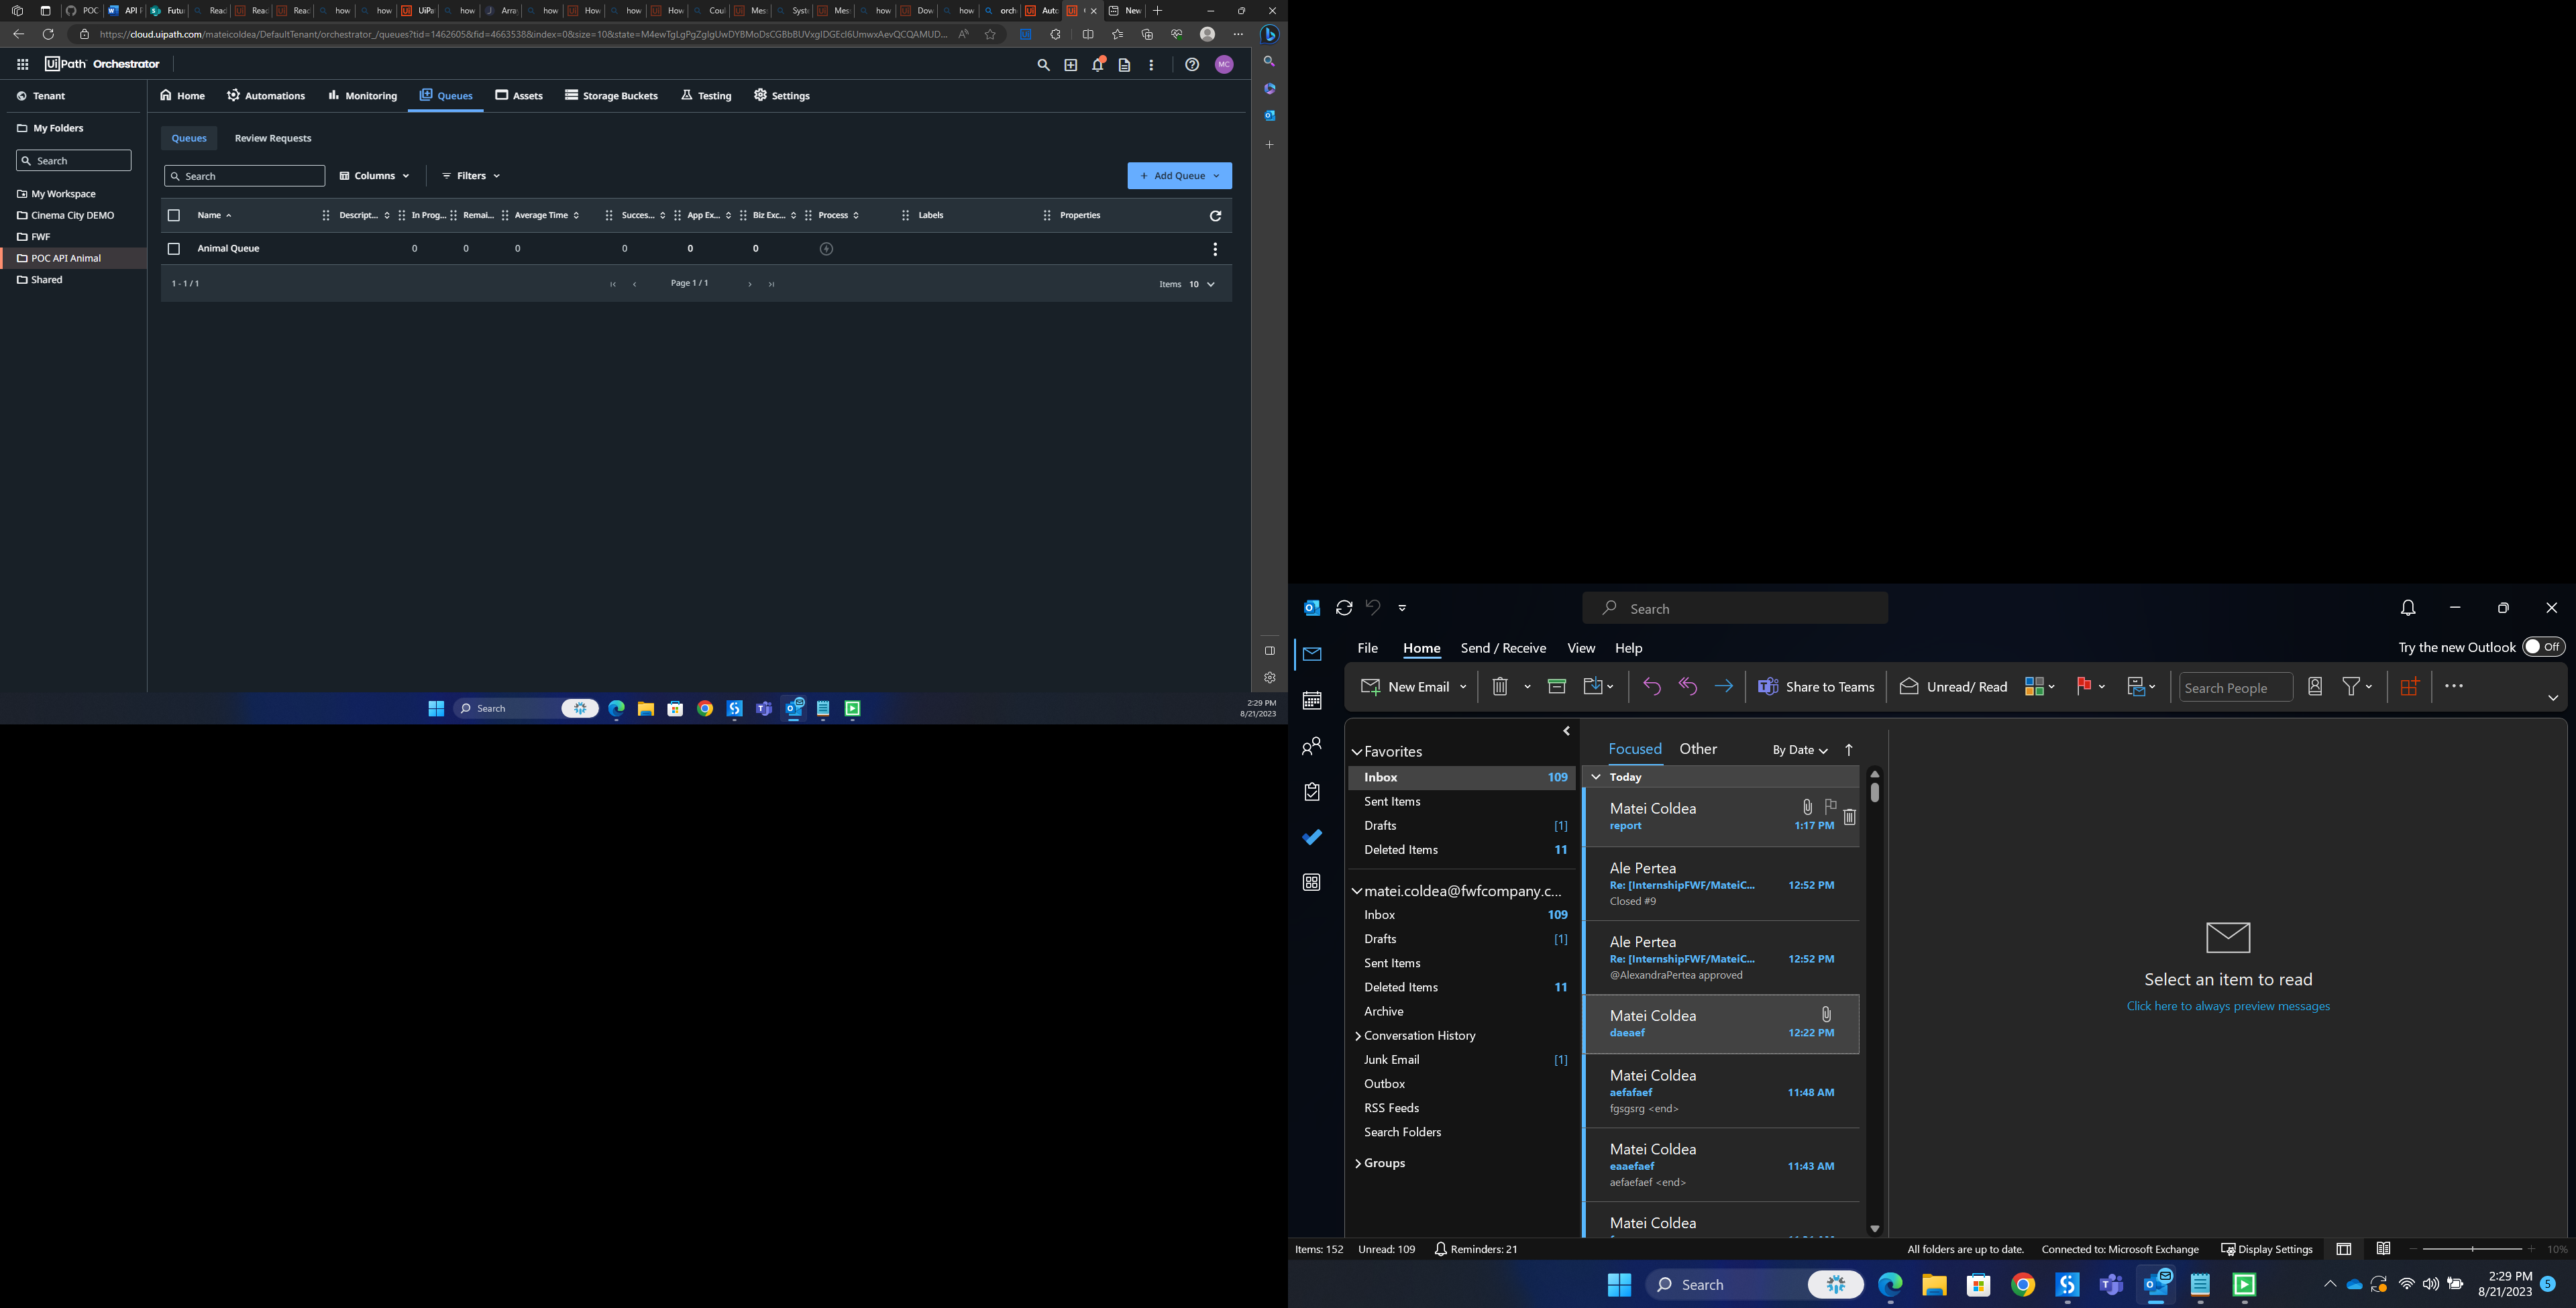 POC
API
Futu
Read
Read
Reac
how
how
UiPa
how
Array
how
How
how
How
Coul
Mess
Syste
Mess
how
Dow
how
orch
Auto
New
https://cloud.uipath.com/mateicoldea/DefaultTenant/orchestrator_/queues?tid=1462605&fid=4663538&index=0&size=10&state=
UiPath Orchestrator
MC
Tenant
Home
Automations
Monitoring
Queues
Assets
Storage Buckets
Testing
Settings
My Folders
Search
My Workspace
Cinema City DEMO
FWF
POC API Animal
Shared
Queues
Review Requests
Search
Columns
Filters
+ Add Queue
Name
Descript...
In Prog...
Remai...
Average Time
Succes...
App Ex...
Biz Exc...
Process
Labels
Properties
Animal Queue
0
0
0
0
0
0
1 - 1 / 1
Page 1 / 1
Items 10
Search
2:29 PM
8/21/2023
Search
File
Home
Send / Receive
View
Help
Try the new Outlook
Off
New Email
Share to Teams
Unread/ Read
Search People
Favorites
Inbox 109
Sent Items
Drafts [1]
Deleted Items 11
matei.coldea@fwfcompany.c...
Inbox 109
Drafts [1]
Sent Items
Deleted Items 11
Archive
Conversation History
Junk Email [1]
Outbox
RSS Feeds
Search Folders
Groups
Focused
Other
By Date
Today
Matei Coldea
report 1:17 PM
Ale Pertea
Re: [InternshipFWF/MateiC... 12:52 PM
Closed #9
Ale Pertea
Re: [InternshipFWF/MateiC... 12:52 PM
@AlexandraPertea approved
Matei Coldea
daeaef 12:22 PM
Matei Coldea
aefafaef 11:48 AM
fgsgsrg <end>
Matei Coldea
eaaefaef 11:43 AM
aefaefaef <end>
Matei Coldea
Select an item to read
Click here to always preview messages
Items: 152
Unread: 109
Reminders: 21
All folders are up to date.
Connected to: Microsoft Exchange
Display Settings
10%
Search
2:29 PM
8/21/2023
5